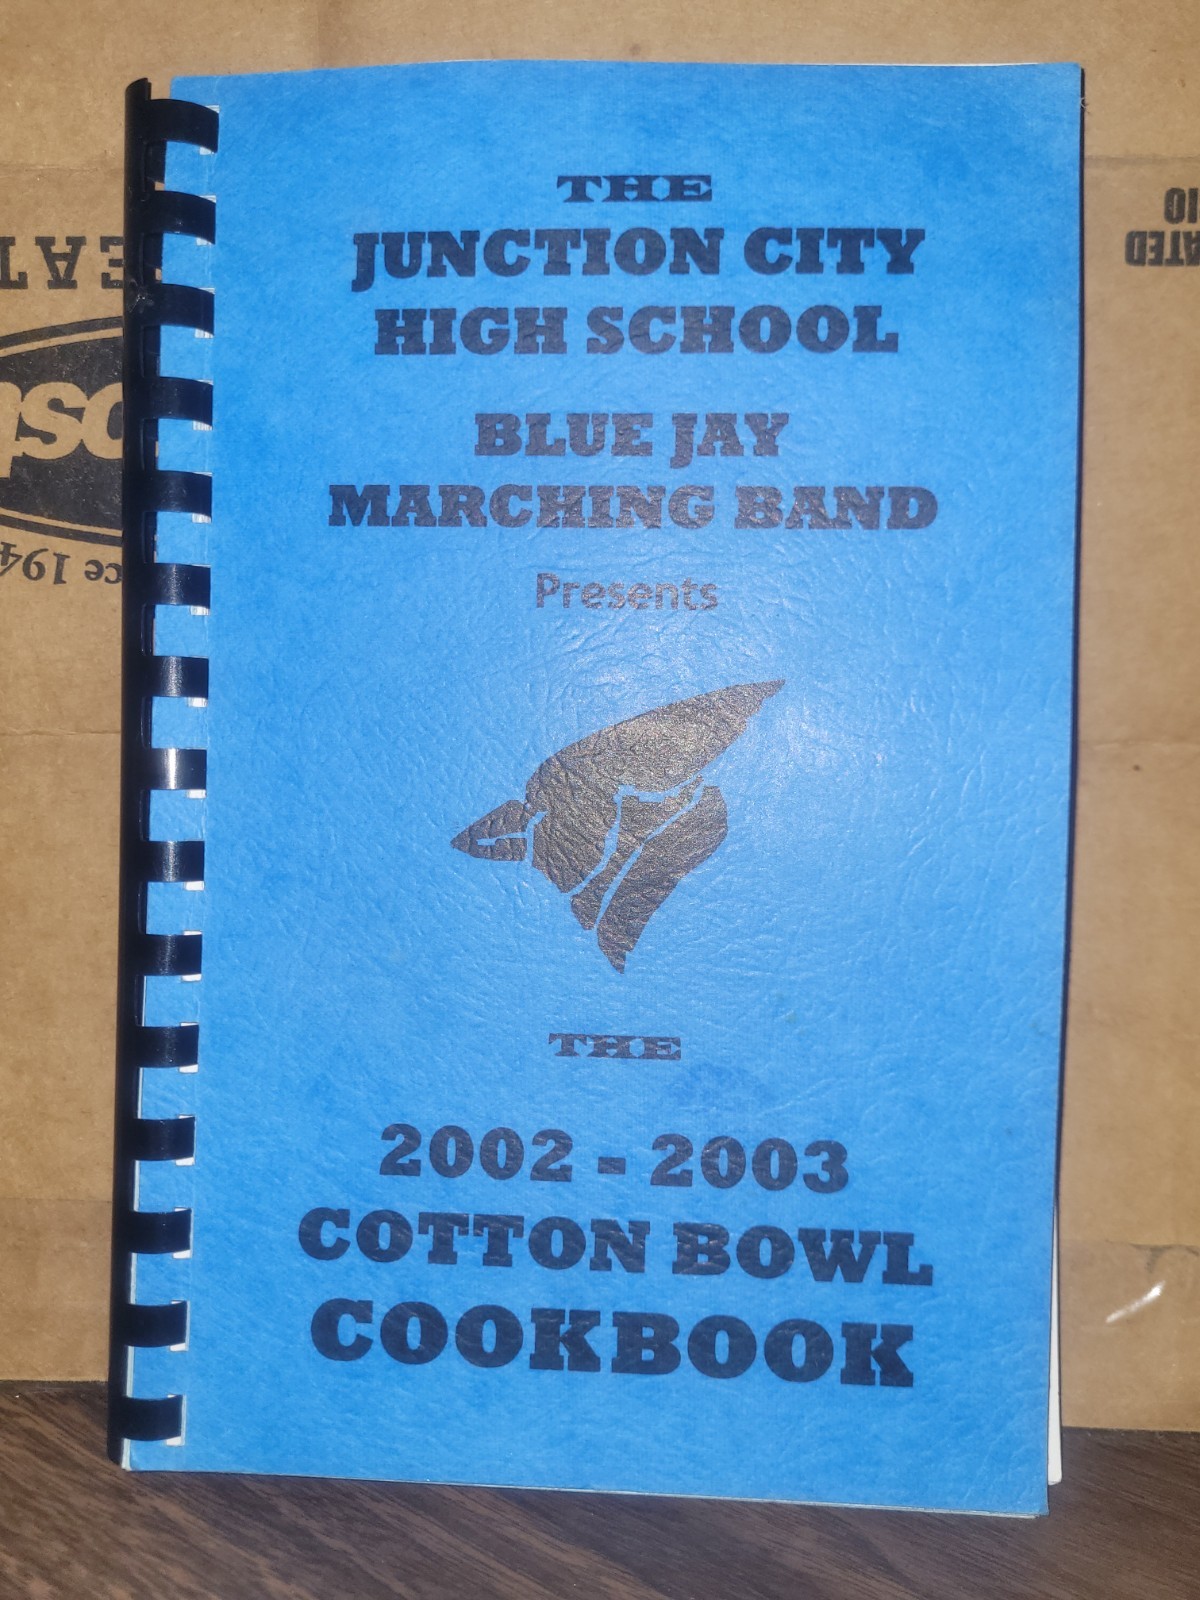 THE
JUNCTION CITY
HIGH SCHOOL
BLUE JAY
MARCHING BAND
Presents
THE
2002 - 2003
COTTON BOWL
COOKBOOK